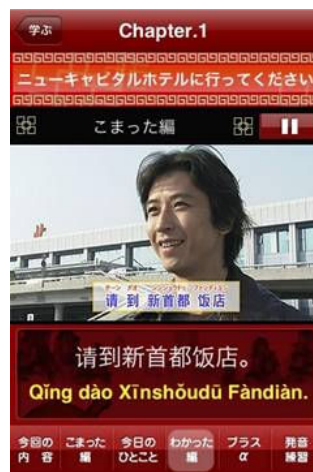 学ぶ
Chapter.1
ニューキャピタルホテルに行ってください
こまった編
请 到 新首都 饭店
请到新首都饭店。
Qǐng dào Xīnshǒudū Fàndiàn.
今回の内容
こまった編
今日のひとこと
わかった編
プラスα
発音練習